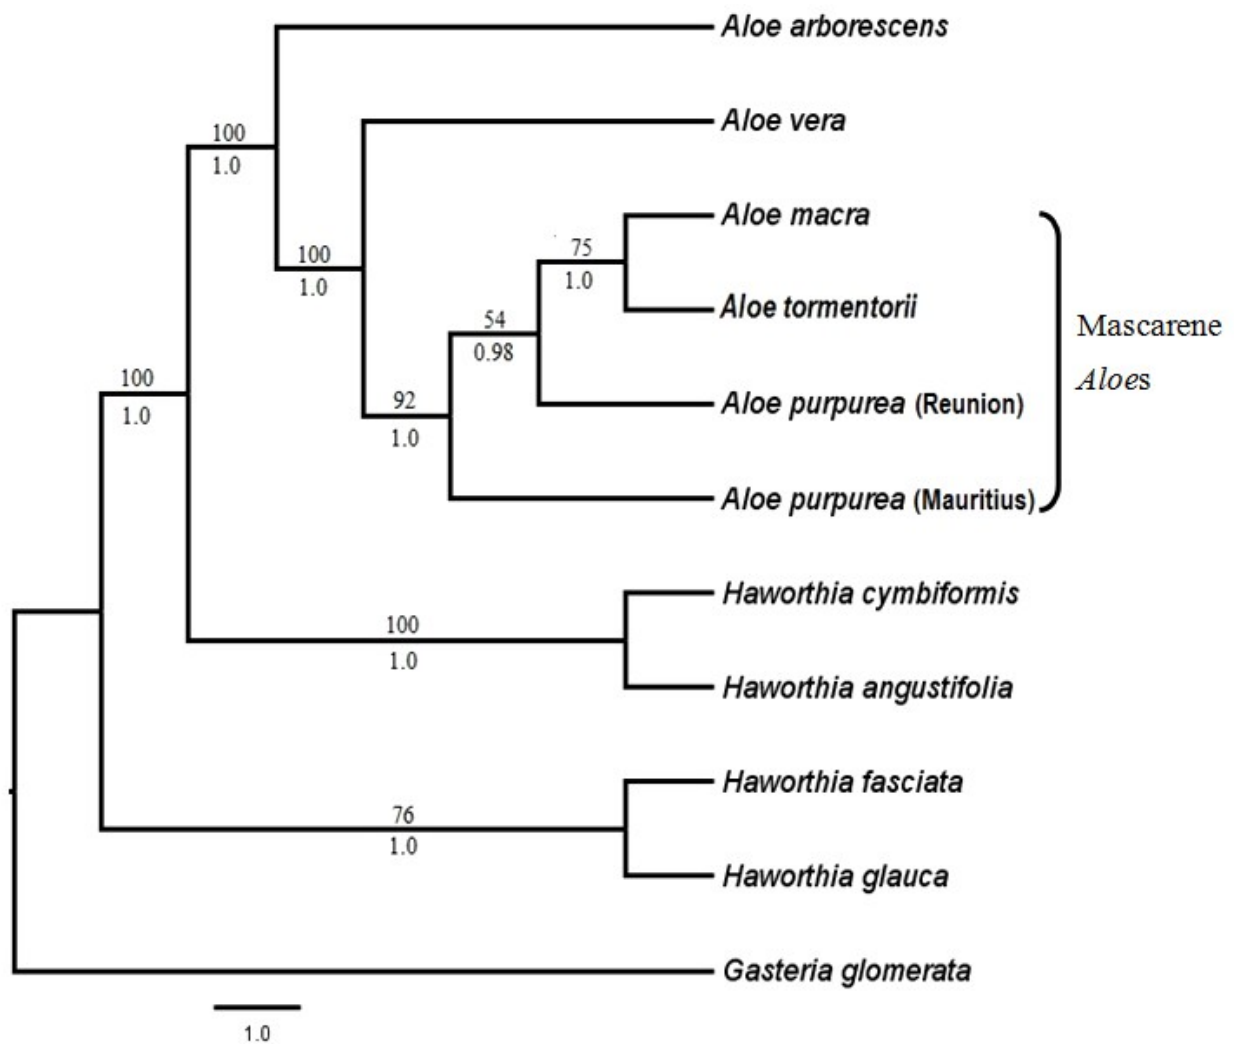 Aloe arborescens
Aloe vera
100
1.0
Aloe macra
75
100
1.0
1.0
Aloe tormentorii
54
0.98
Mascarene
Aloes
100
1.0
92
1.0
Aloe purpurea (Reunion)
Aloe purpurea (Mauritius)
Haworthia cymbiformis
100
1.0
Haworthia angustifolia
Haworthia fasciata
76
1.0
Haworthia glauca
Gasteria glomerata
1.0